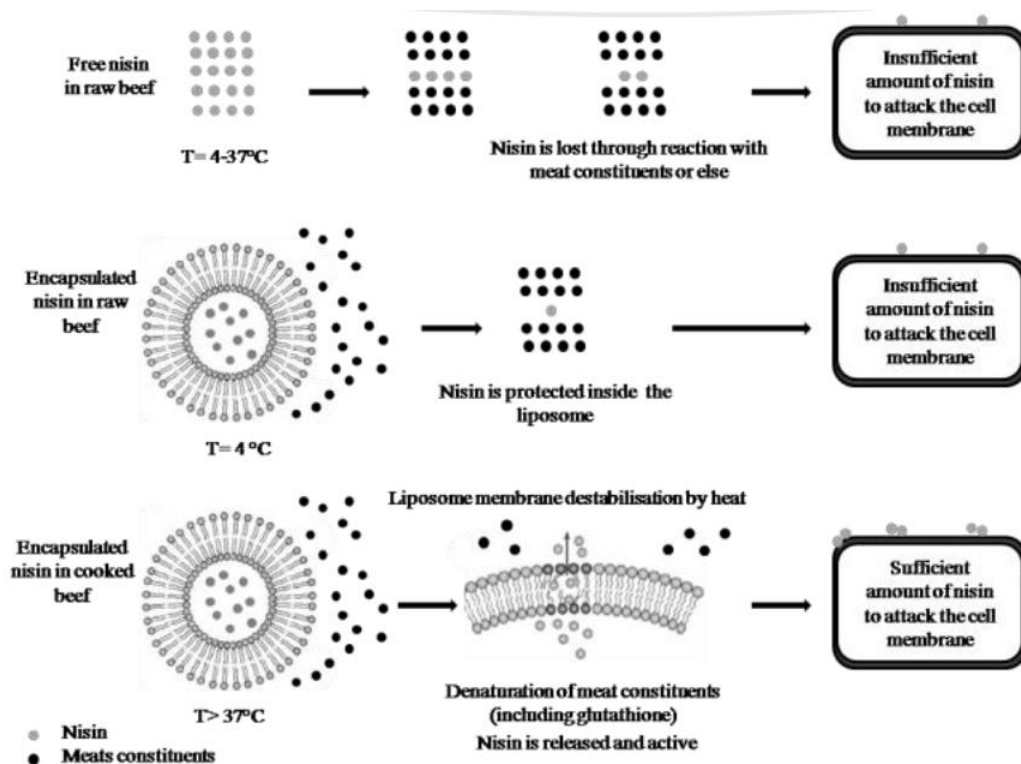 Free nisin
in raw beef
T= 4-37°C
Nisin is lost through reaction with
meat constituents or else
Insufficient
amount of nisin
to attack the cell
membrane
Encapsulated
nisin in raw
beef
T= 4 °C
Nisin is protected inside the
liposome
Insufficient
amount of nisin
to attack the cell
membrane
Encapsulated
nisin in cooked
beef
T> 37°C
Liposome membrane destabilisation by heat
Denaturation of meat constituents
(including glutathione)
Nisin is released and active
Sufficient
amount of nisin
to attack the cell
membrane
Nisin
Meats constituents